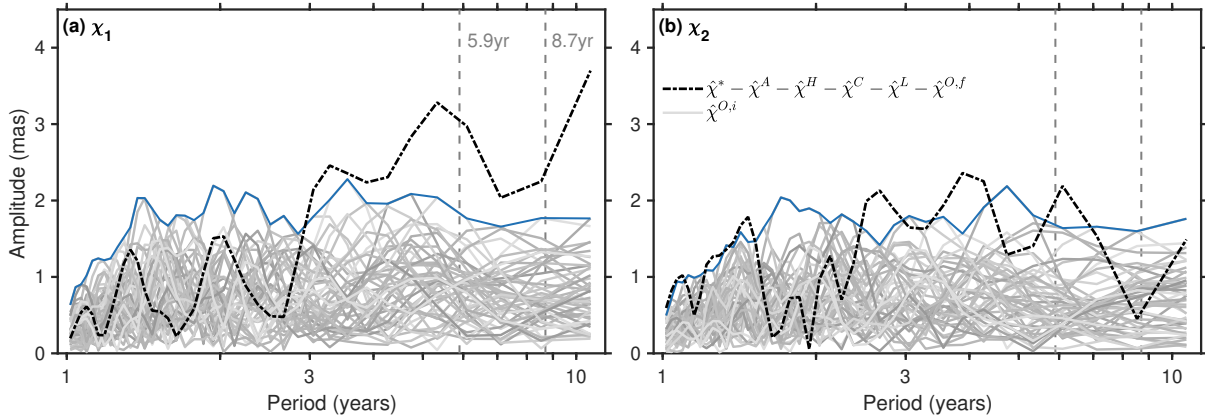 (a) χ₁
5.9yr
8.7yr
4
3
2
1
0
Amplitude (mas)
1
3
10
Period (years)
(b) χ₂
χ̂* − χ̂ᴬ − χ̂ᴴ − χ̂ꟲ − χ̂ᴸ − χ̂ᴼ,ᶠ
χ̂ᴼ,ⁱ
4
3
2
1
0
1
3
10
Period (years)